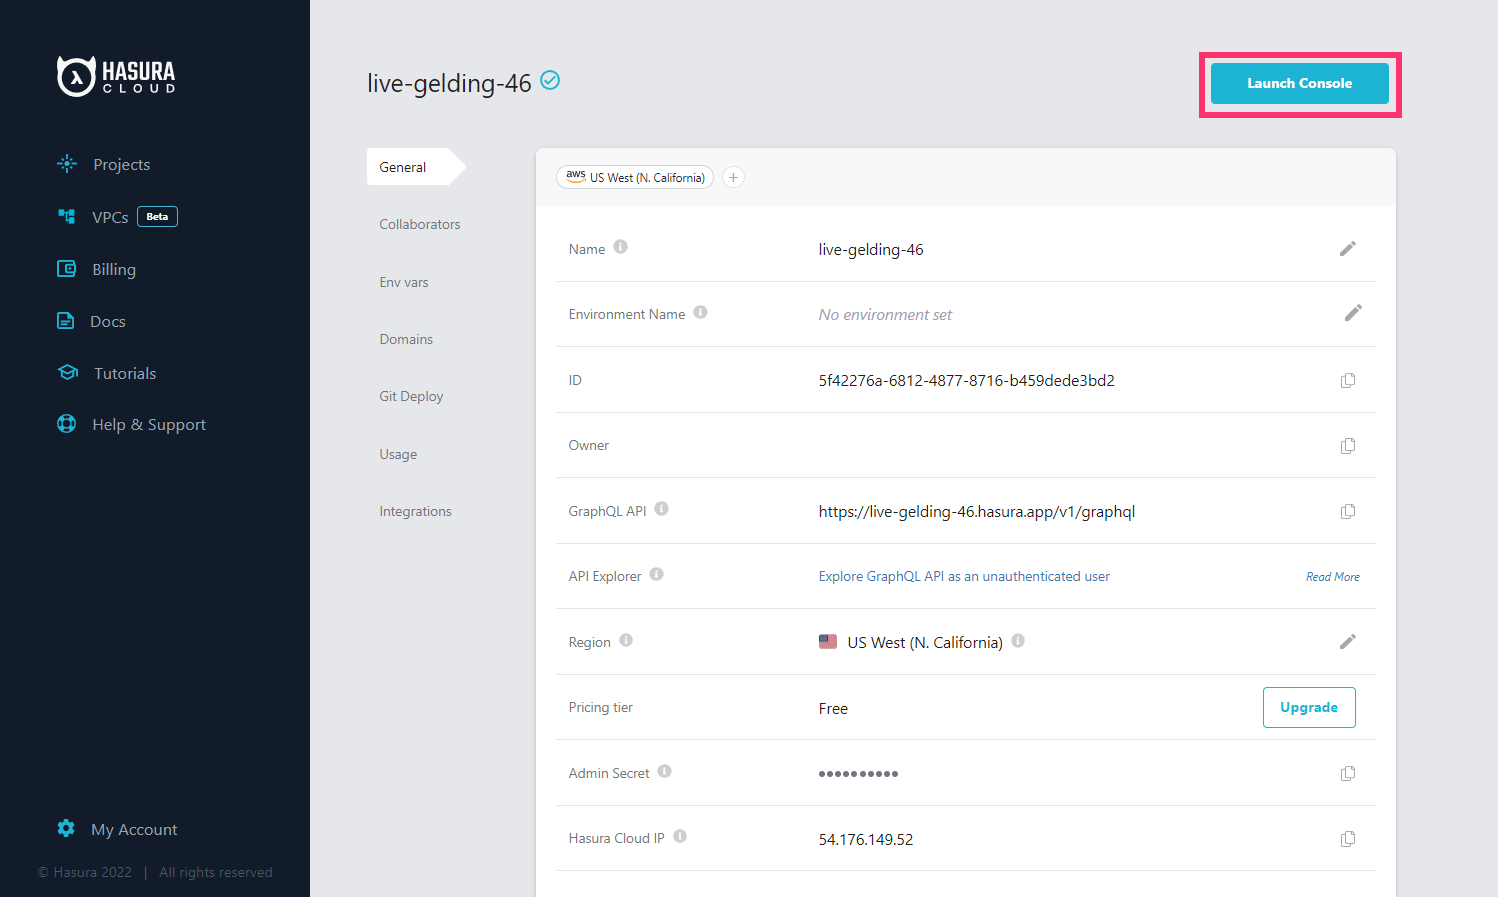 HASURA
CLOUD
Projects
VPCs Beta
Billing
Docs
Tutorials
Help & Support
My Account
© Hasura 2022 | All rights reserved
live-gelding-46
Launch Console
General
Collaborators
Env vars
Domains
Git Deploy
Usage
Integrations
aws US West (N. California) +
Name live-gelding-46
Environment Name No environment set
ID 5f42276a-6812-4877-8716-b459dede3bd2
Owner
GraphQL API https://live-gelding-46.hasura.app/v1/graphql
API Explorer Explore GraphQL API as an unauthenticated user Read More
Region US West (N. California)
Pricing tier Free Upgrade
Admin Secret ••••••••••
Hasura Cloud IP 54.176.149.52